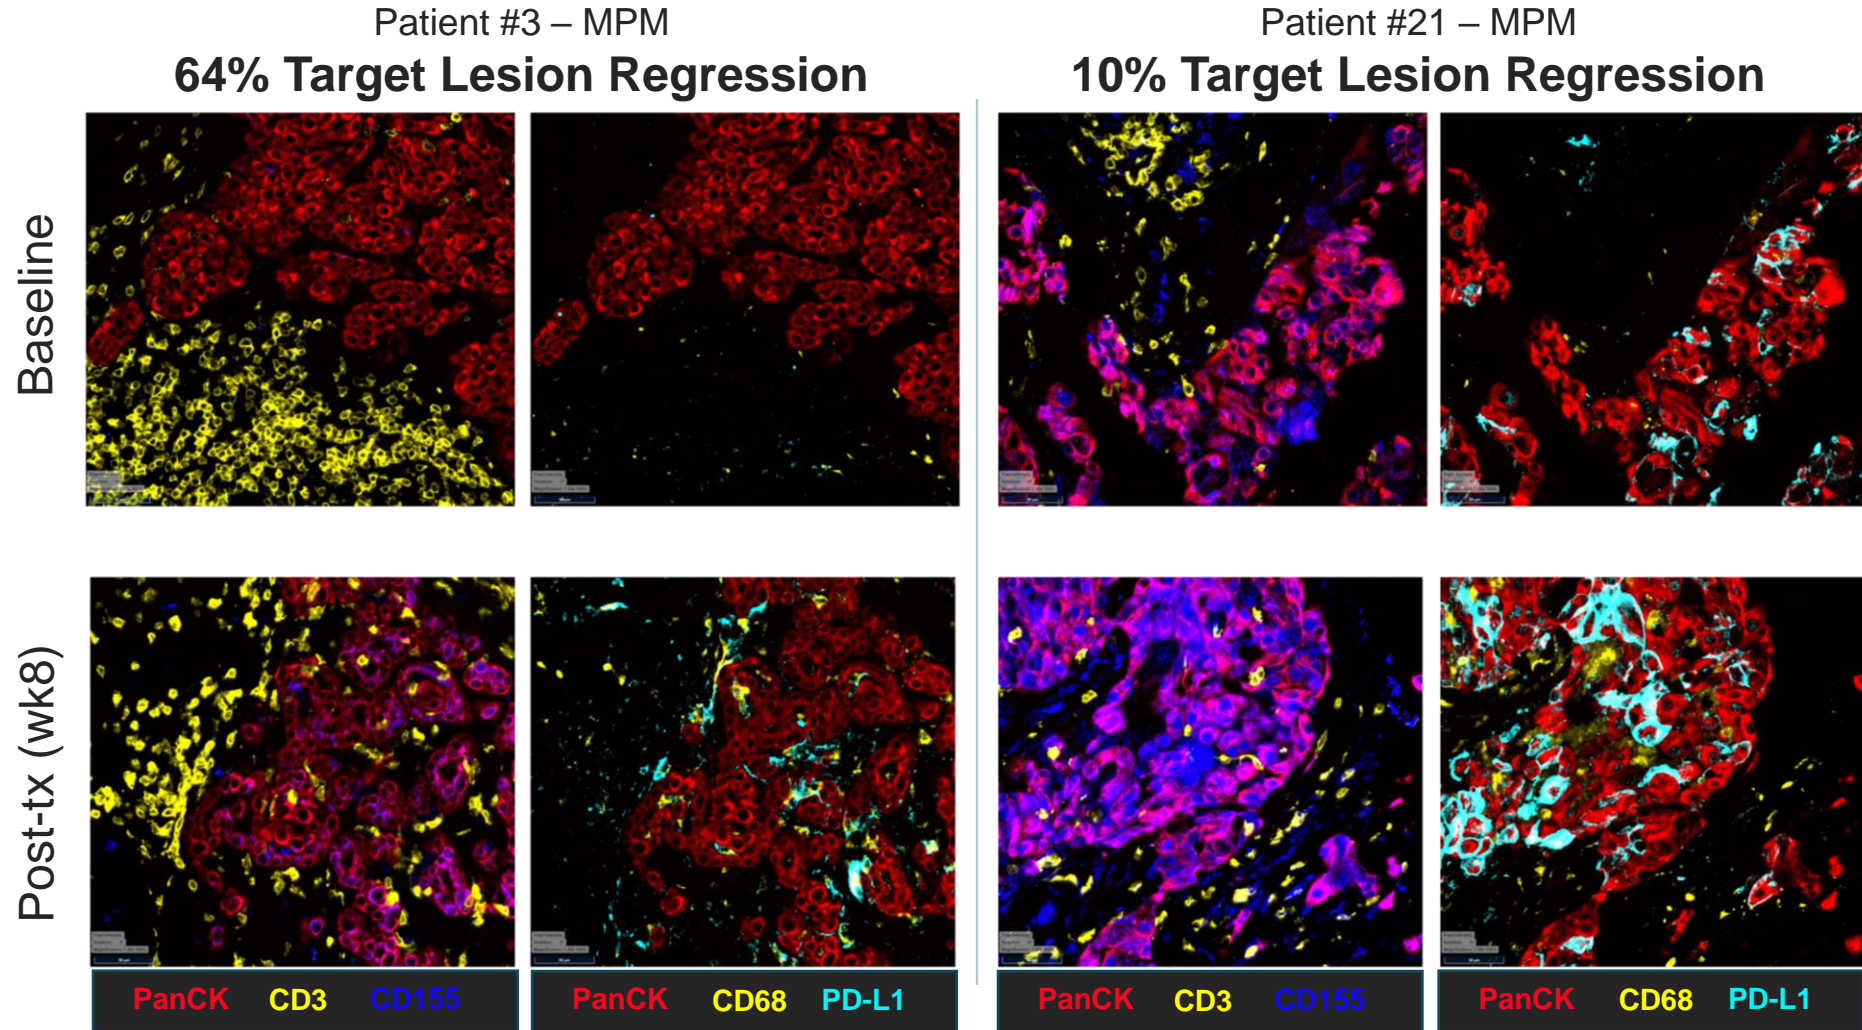 Patient #3 – MPM
64% Target Lesion Regression
Patient #21 – MPM
10% Target Lesion Regression
Baseline
Post-tx (wk8)
PanCK CD3 CD155
PanCK CD68 PD-L1
PanCK CD3 CD155
PanCK CD68 PD-L1